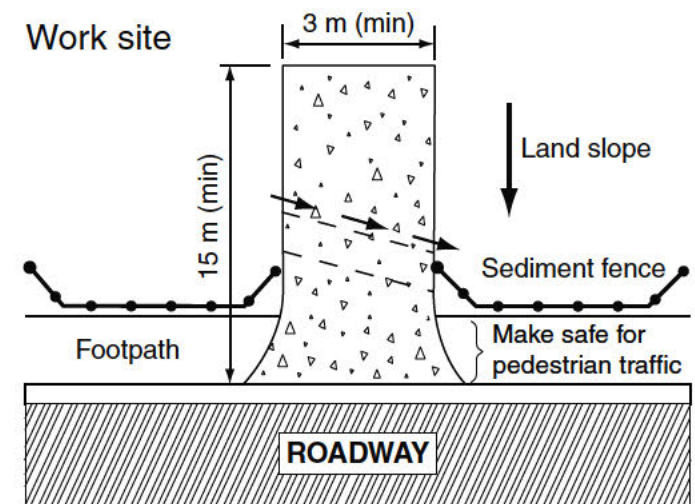 Work site
3 m (min)
Land slope
15 m (min)
Sediment fence
Footpath
Make safe for
pedestrian traffic
ROADWAY